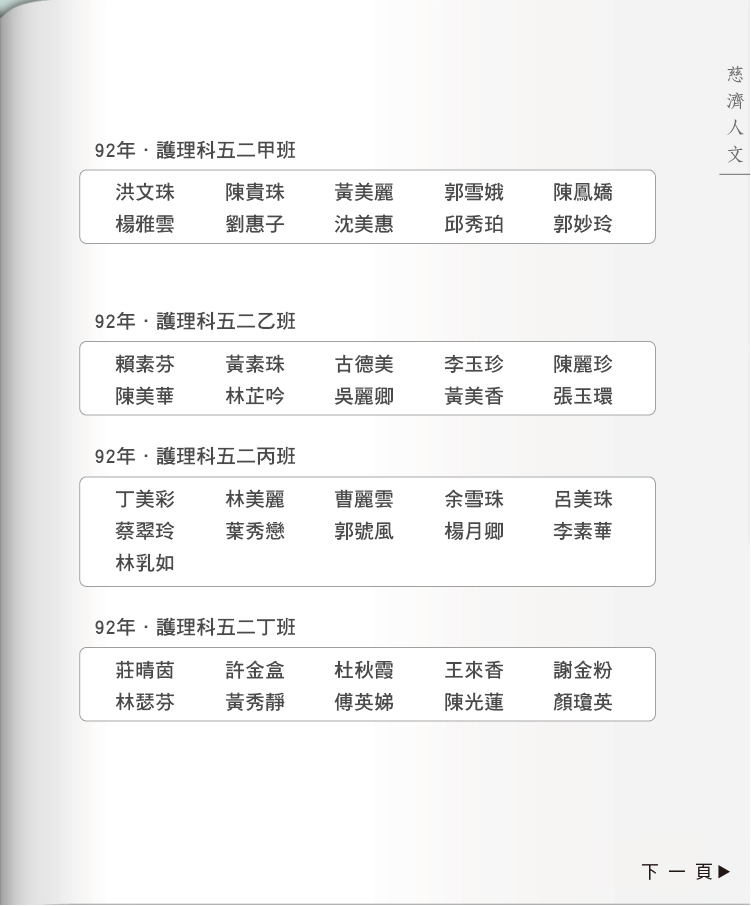 慈濟人文
92年·護理科五二甲班
洪文珠 陳貴珠 黃美麗 郭雪娥 陳鳳嬌
楊雅雲 劉惠子 沈美惠 邱秀珀 郭妙玲
92年·護理科五二乙班
賴素芬 黃素珠 古德美 李玉珍 陳麗珍
陳美華 林芷吟 吳麗卿 黃美香 張玉環
92年·護理科五二丙班
丁美彩 林美麗 曹麗雲 余雪珠 呂美珠
蔡翠玲 葉秀戀 郭號風 楊月卿 李素華
林乳如
92年·護理科五二丁班
莊晴茵 許金盒 杜秋霞 王來香 謝金粉
林瑟芬 黃秀靜 傅英娣 陳光蓮 顏瓊英
下一頁▶